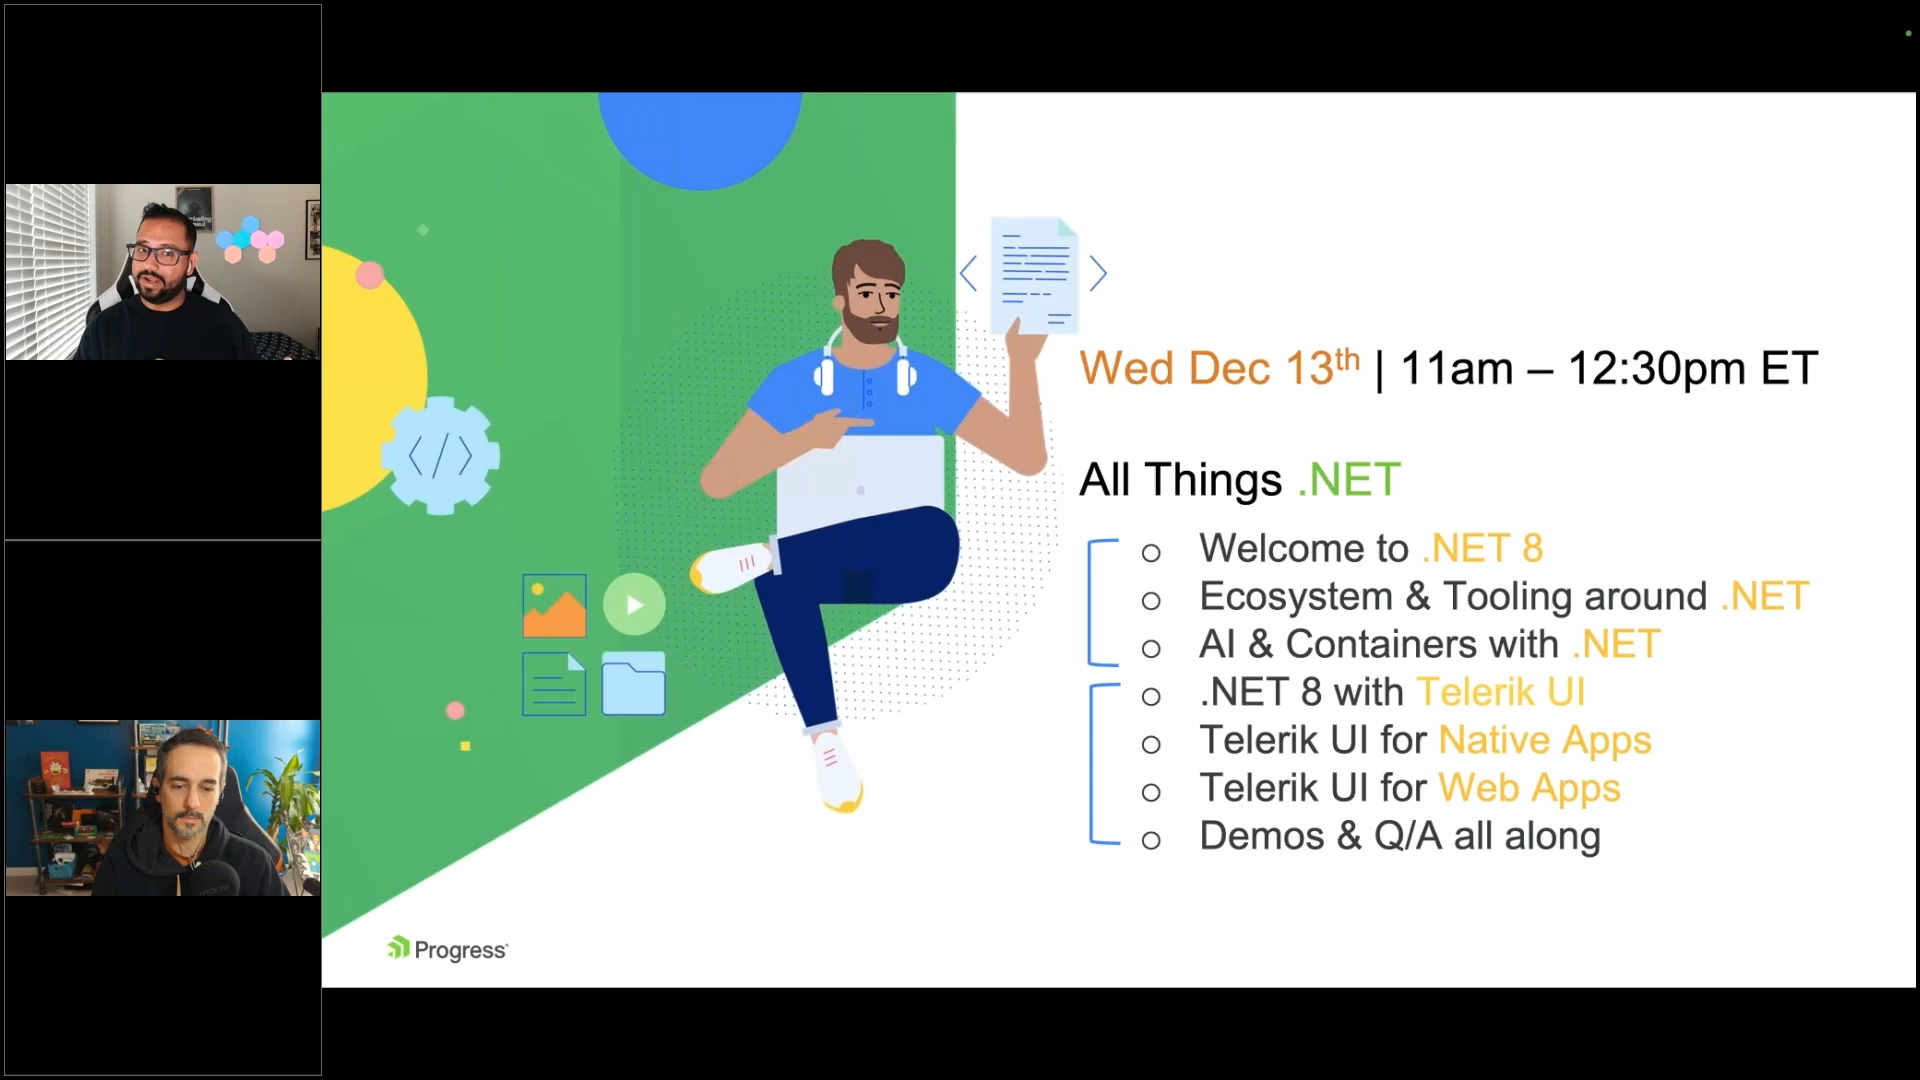 Wed Dec 13th | 11am – 12:30pm ET
All Things .NET
Welcome to .NET 8
Ecosystem & Tooling around .NET
AI & Containers with .NET
.NET 8 with Telerik UI
Telerik UI for Native Apps
Telerik UI for Web Apps
Demos & Q/A all along
Progress